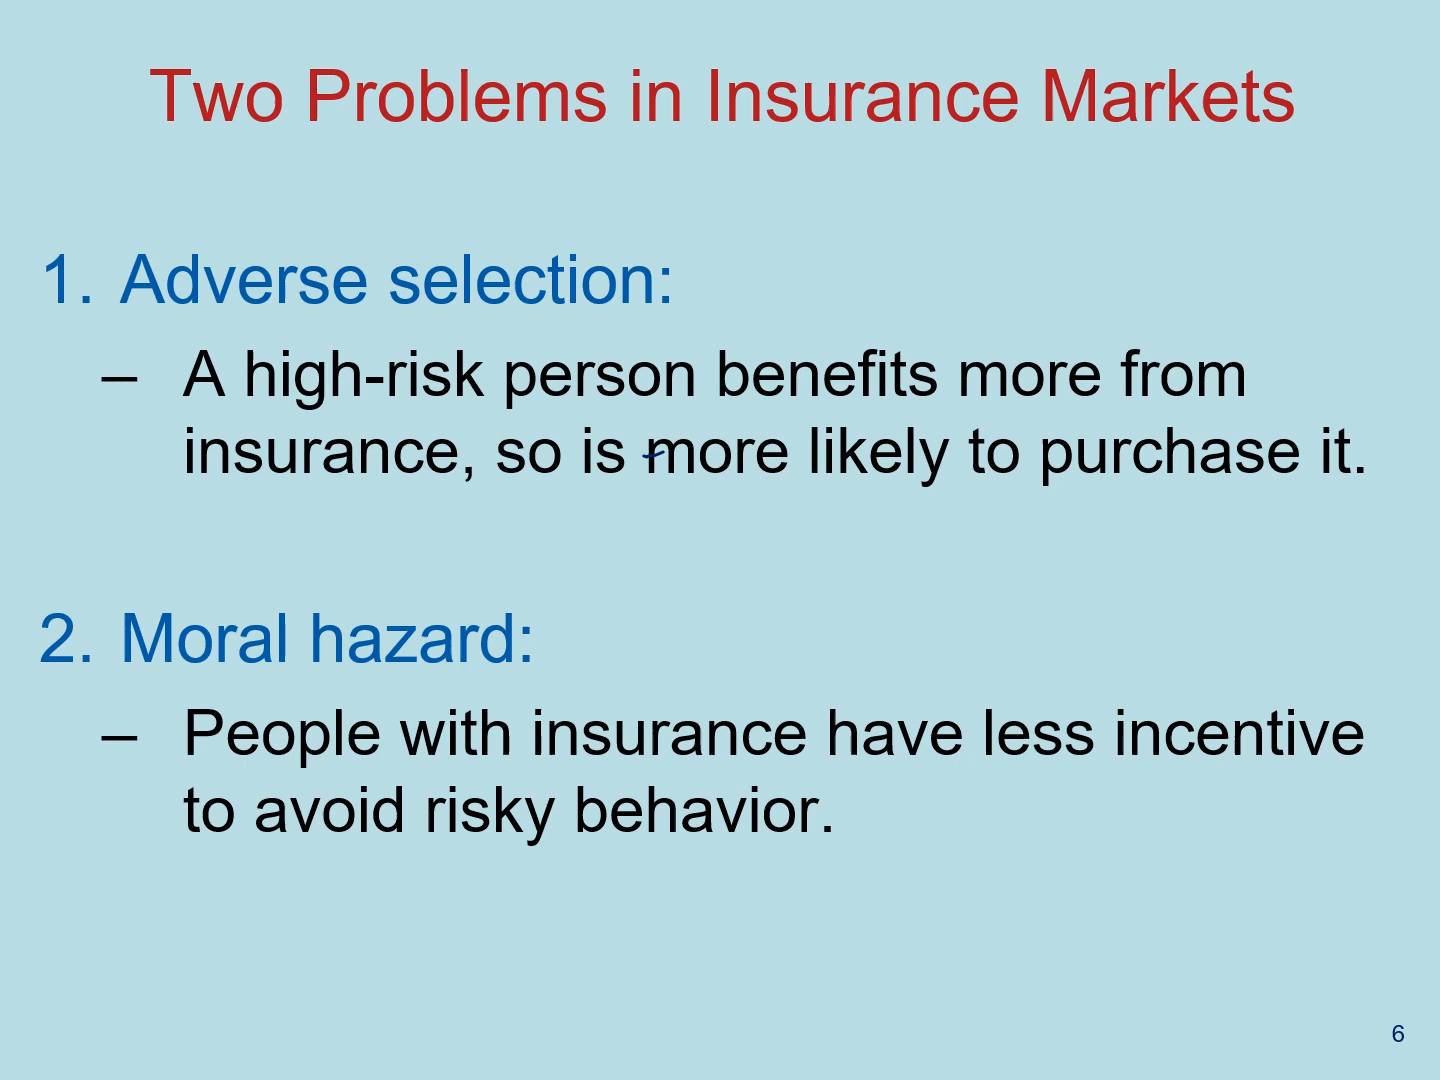 Two Problems in Insurance Markets
1. Adverse selection:
– A high-risk person benefits more from
insurance, so is more likely to purchase it.
2. Moral hazard:
– People with insurance have less incentive
to avoid risky behavior.
6